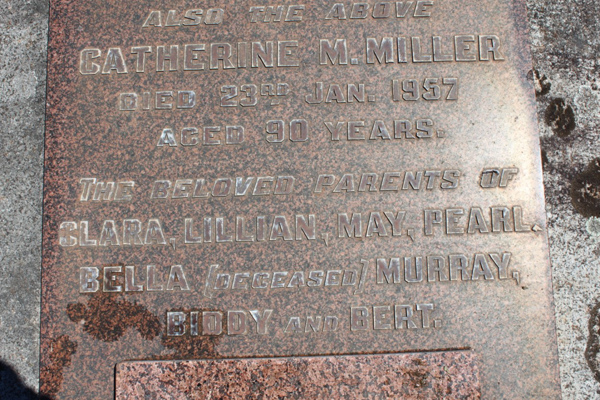 ALSO THE ABOVE
CATHERINE M. MILLER
DIED 23RD JAN. 1957
AGED 90 YEARS.
THE BELOVED PARENTS OF
CLARA, LILLIAN, MAY, PEARL.
BELLA (DECEASED) MURRAY,
BIDDY AND BERT.